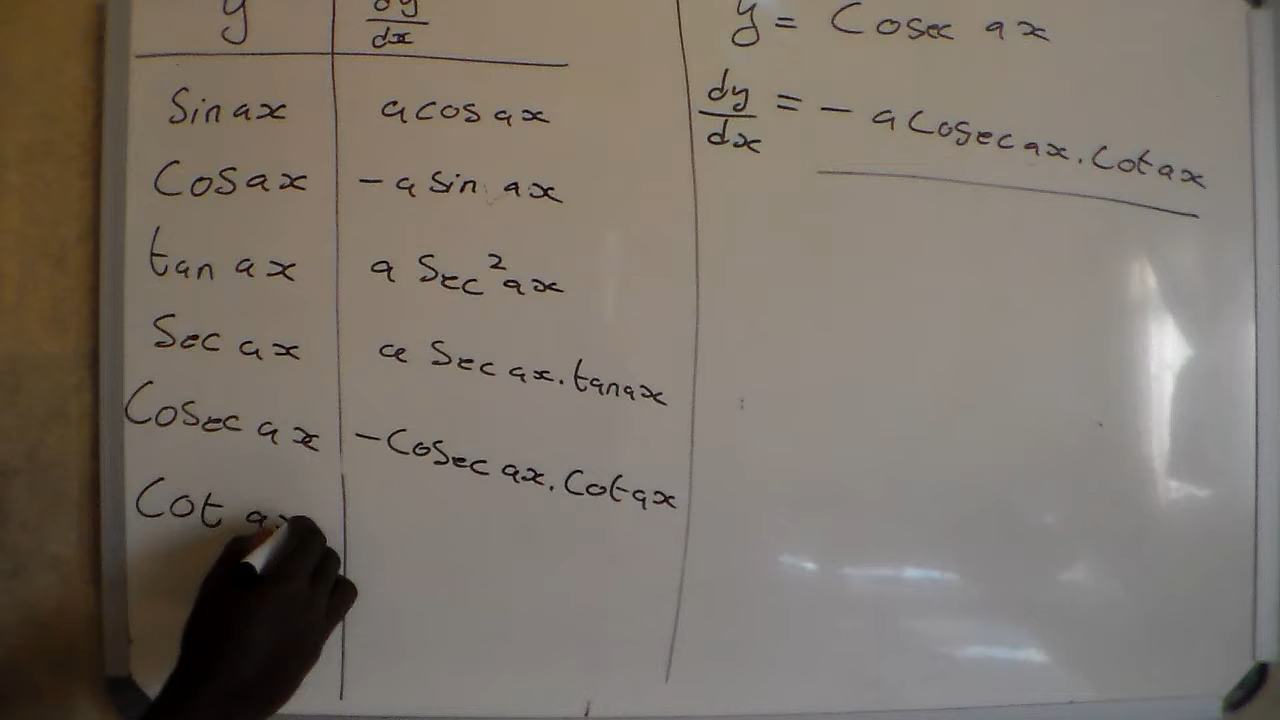 y dy/dx
sin ax a cos ax
Cos ax - a sin ax
tan ax a Sec² ax
Sec ax a Sec ax . tan ax
Cosec ax - Cosec ax . Cot ax
Cot ax
y = Cosec ax
dy/dx = - a Cosec ax . Cot ax